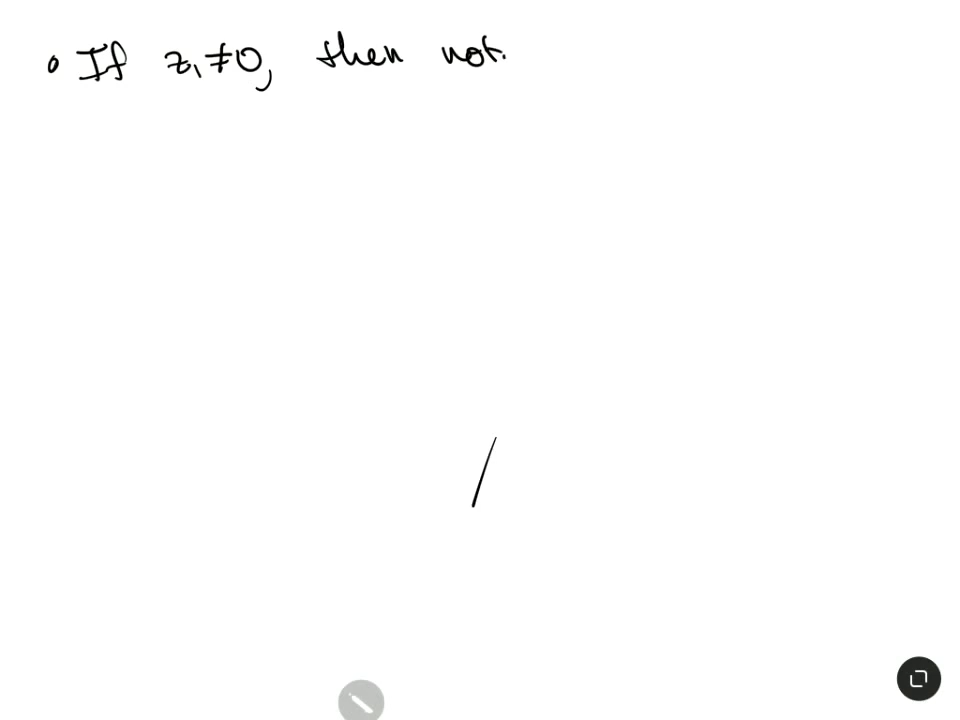 • If z₁≠0, then not.